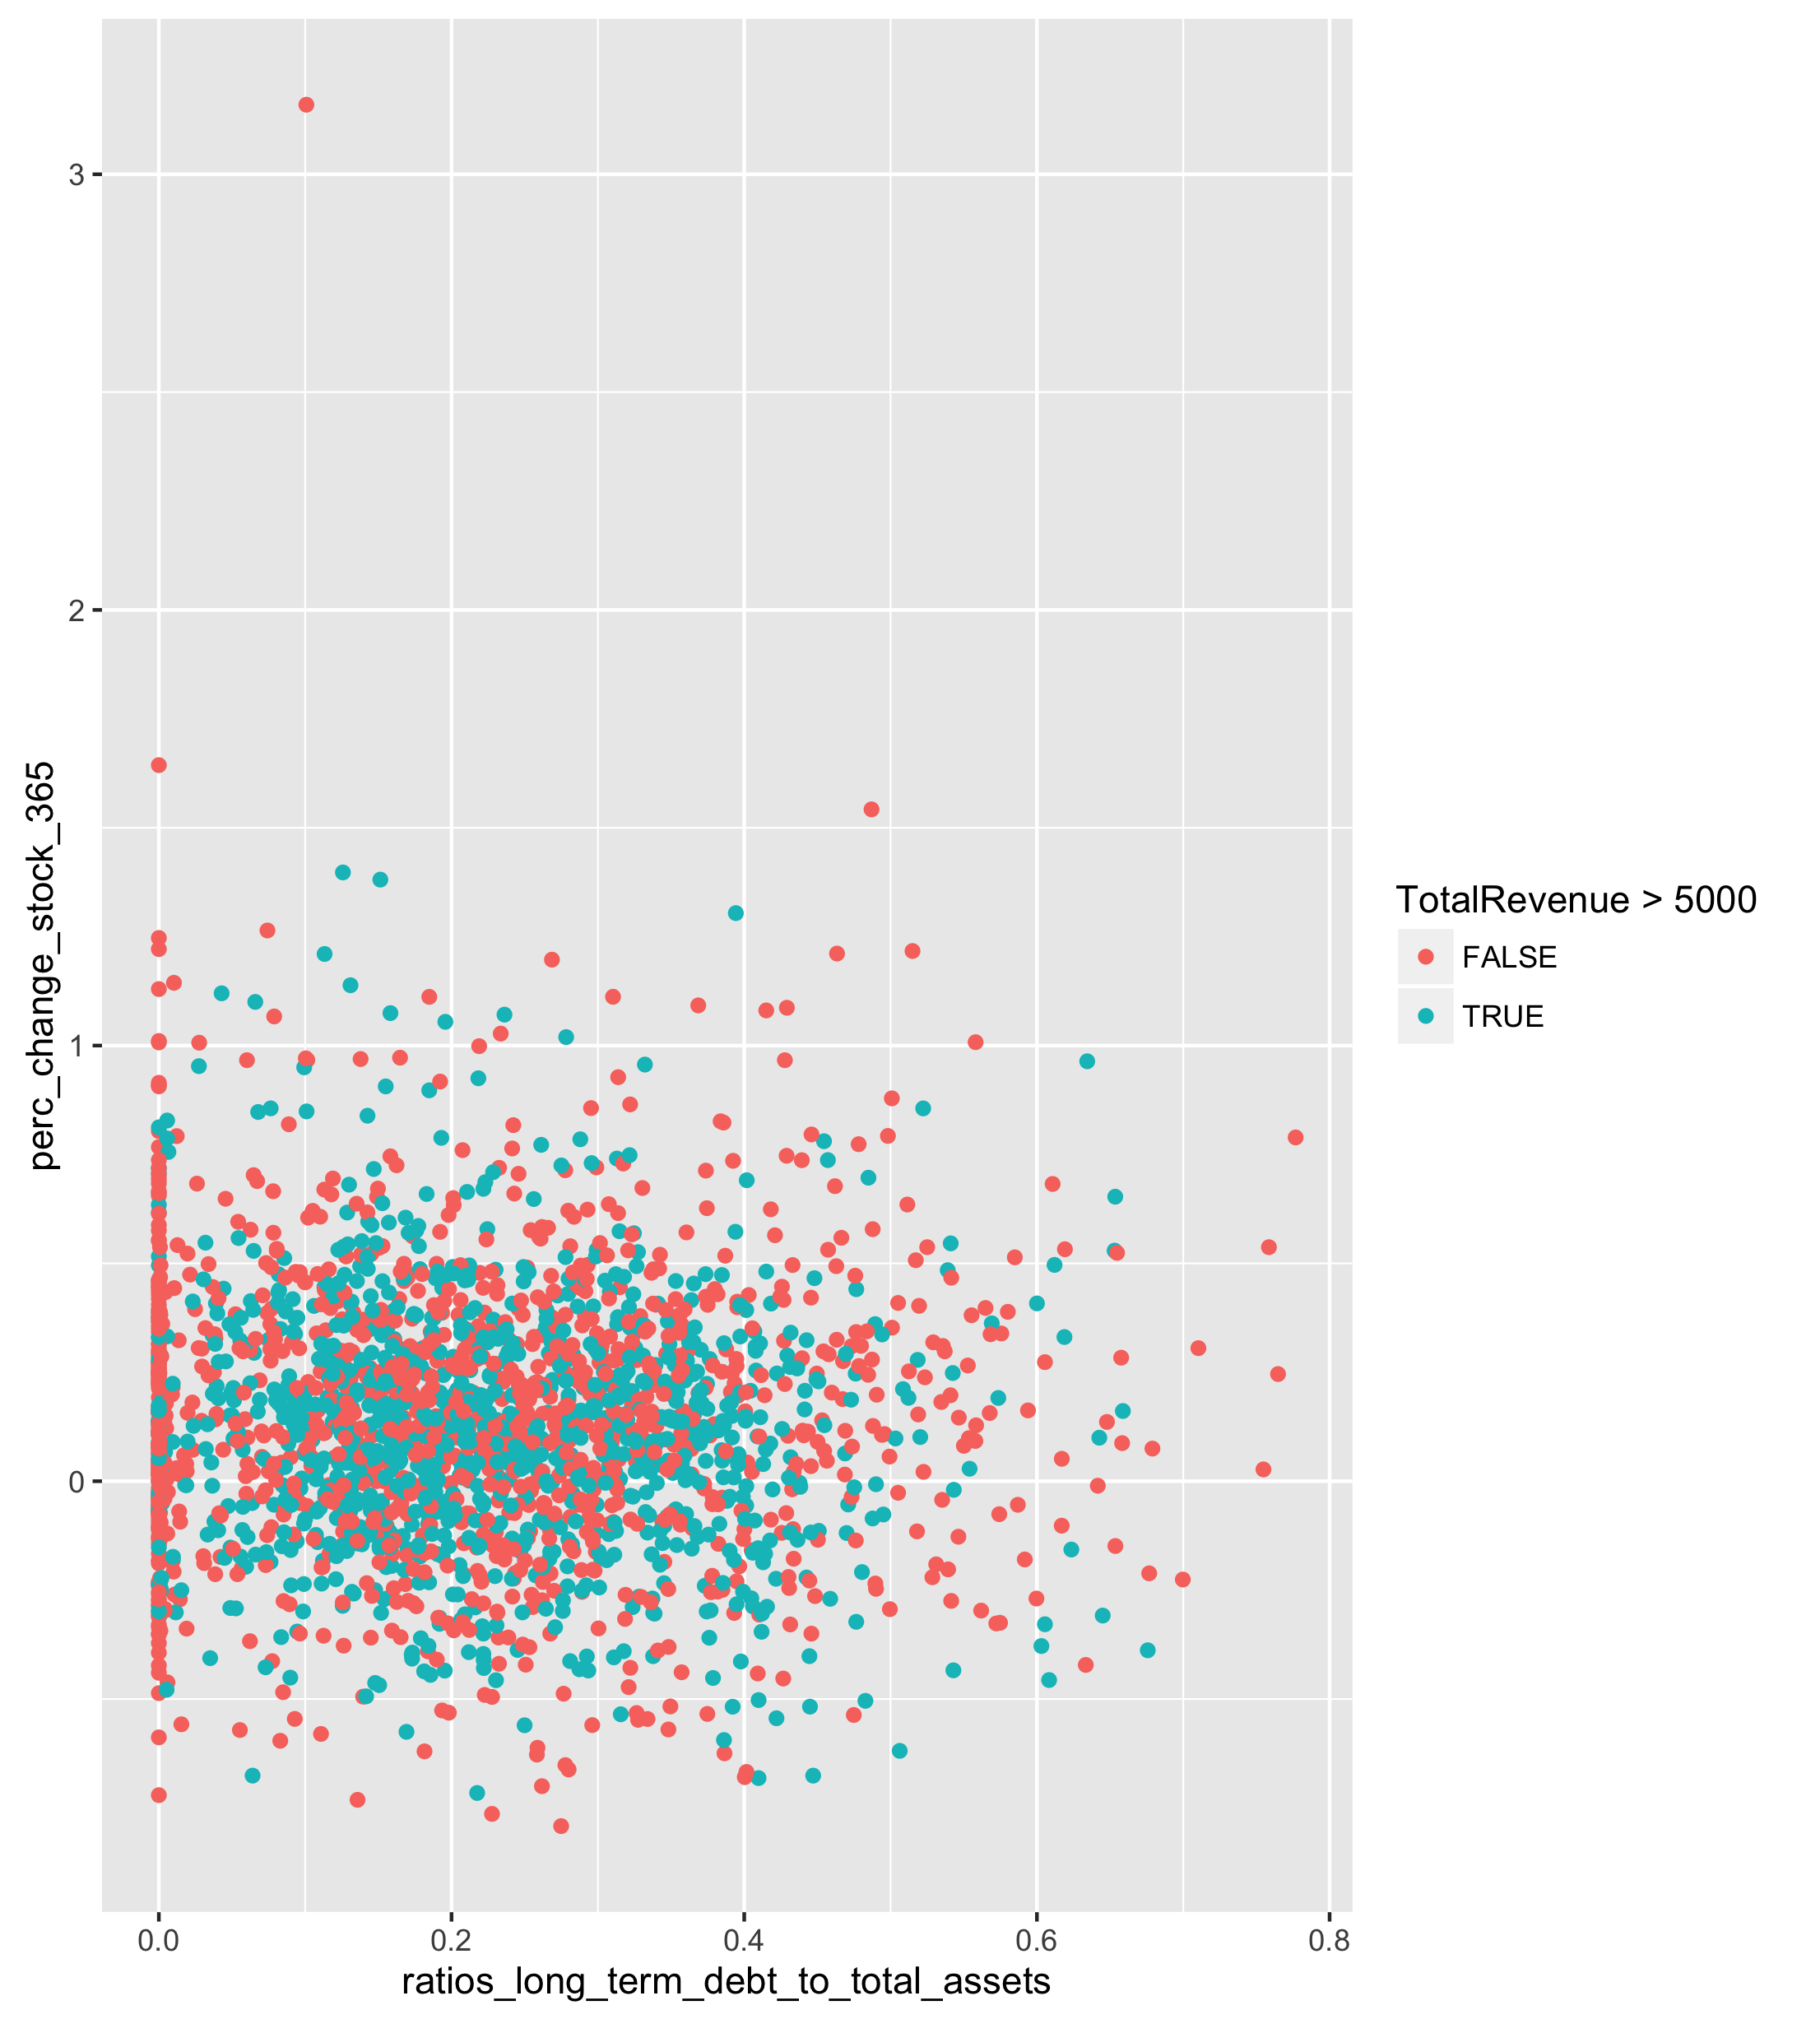 3
2
1
0
perc_change_stock_365
0.0 0.2 0.4 0.6 0.8
ratios_long_term_debt_to_total_assets
TotalRevenue > 5000
FALSE
TRUE